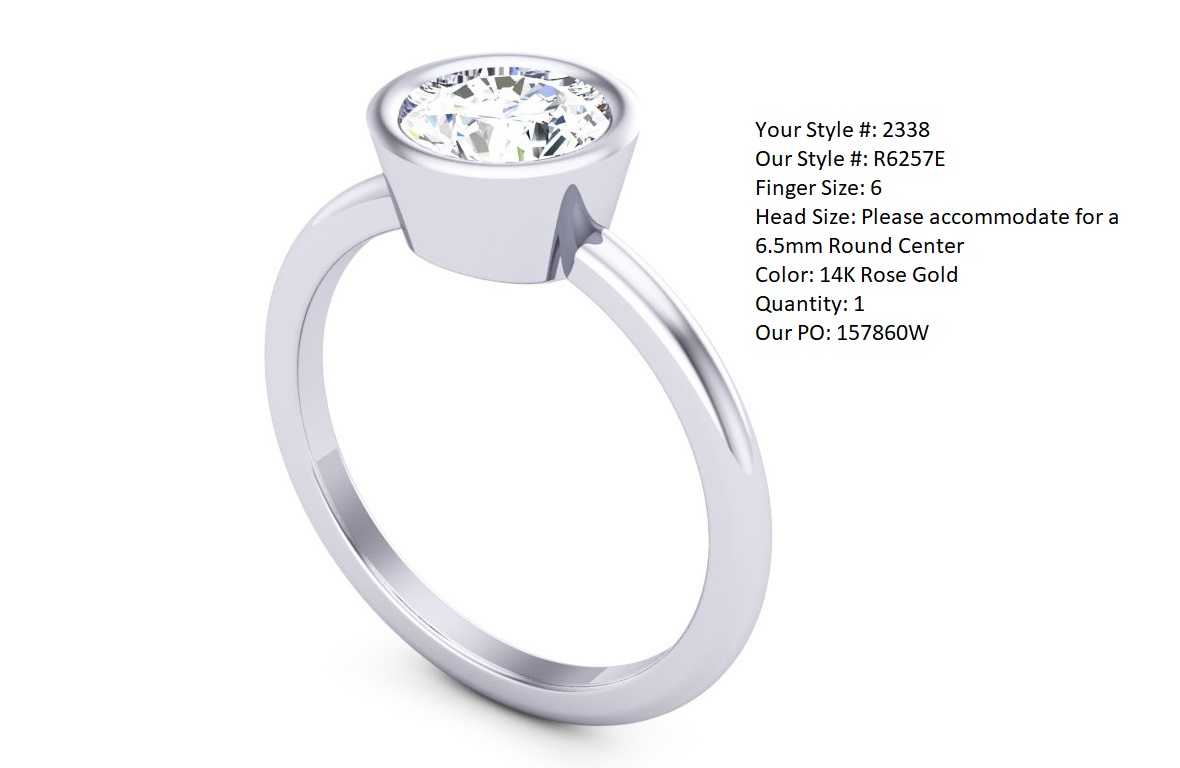 Your Style #: 2338
Our Style #: R6257E
Finger Size: 6
Head Size: Please accommodate for a
6.5mm Round Center
Color: 14K Rose Gold
Quantity: 1
Our PO: 157860W